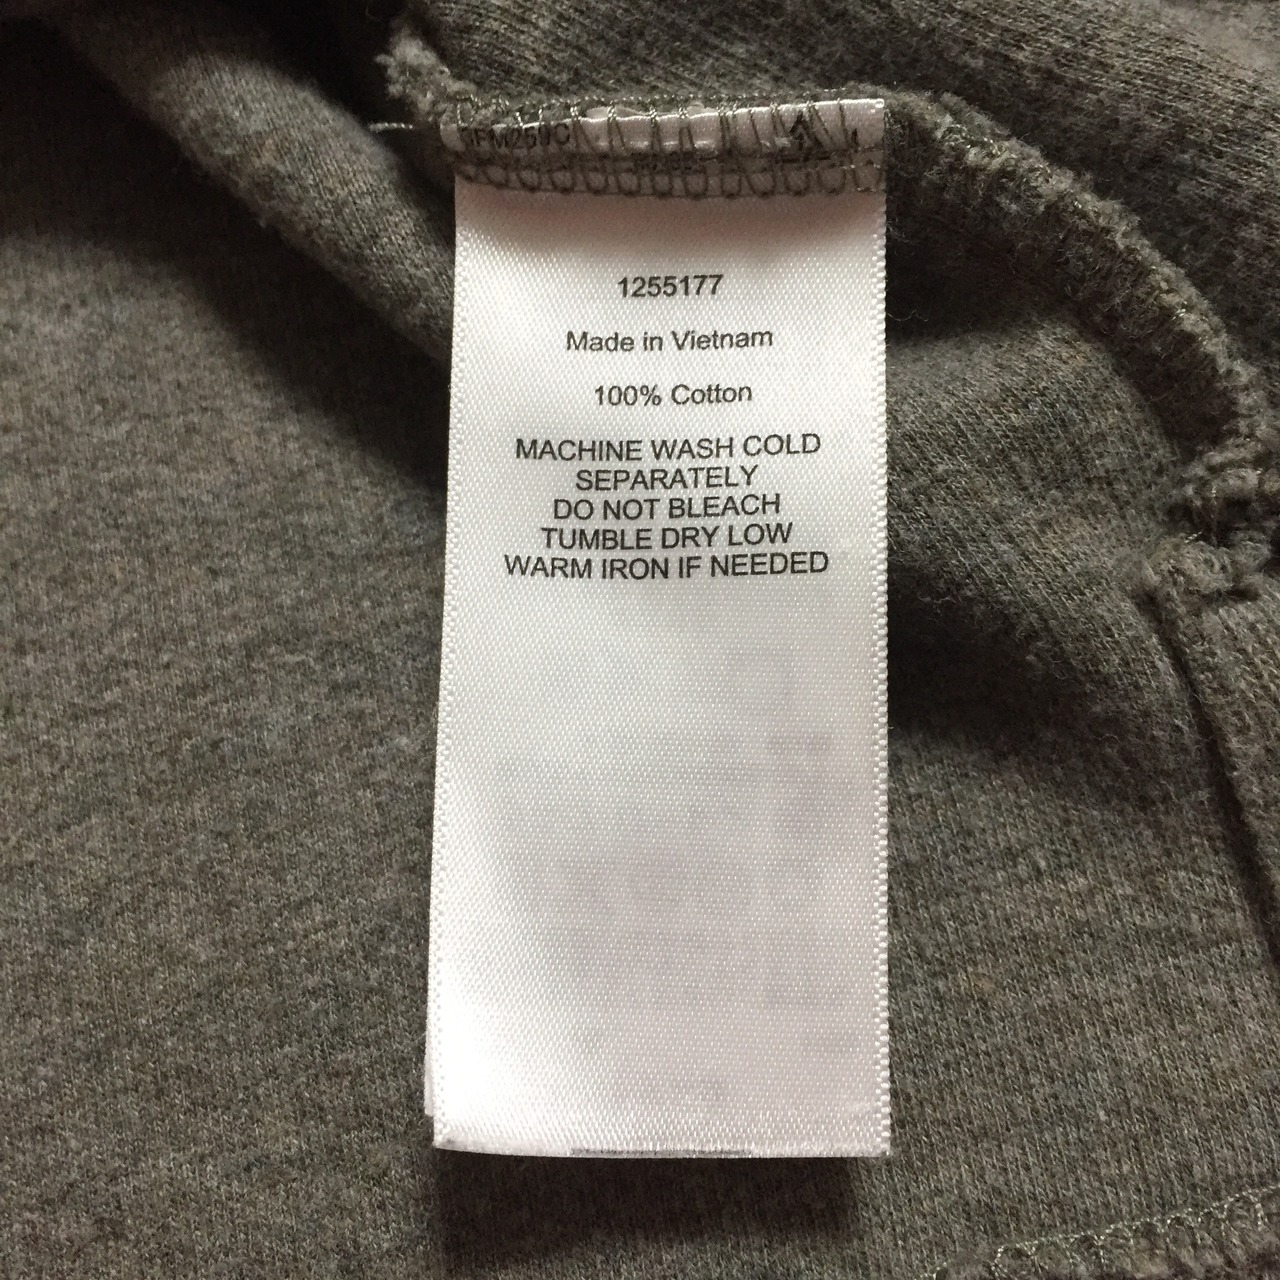 1255177
Made in Vietnam
100% Cotton
MACHINE WASH COLD
SEPARATELY
DO NOT BLEACH
TUMBLE DRY LOW
WARM IRON IF NEEDED